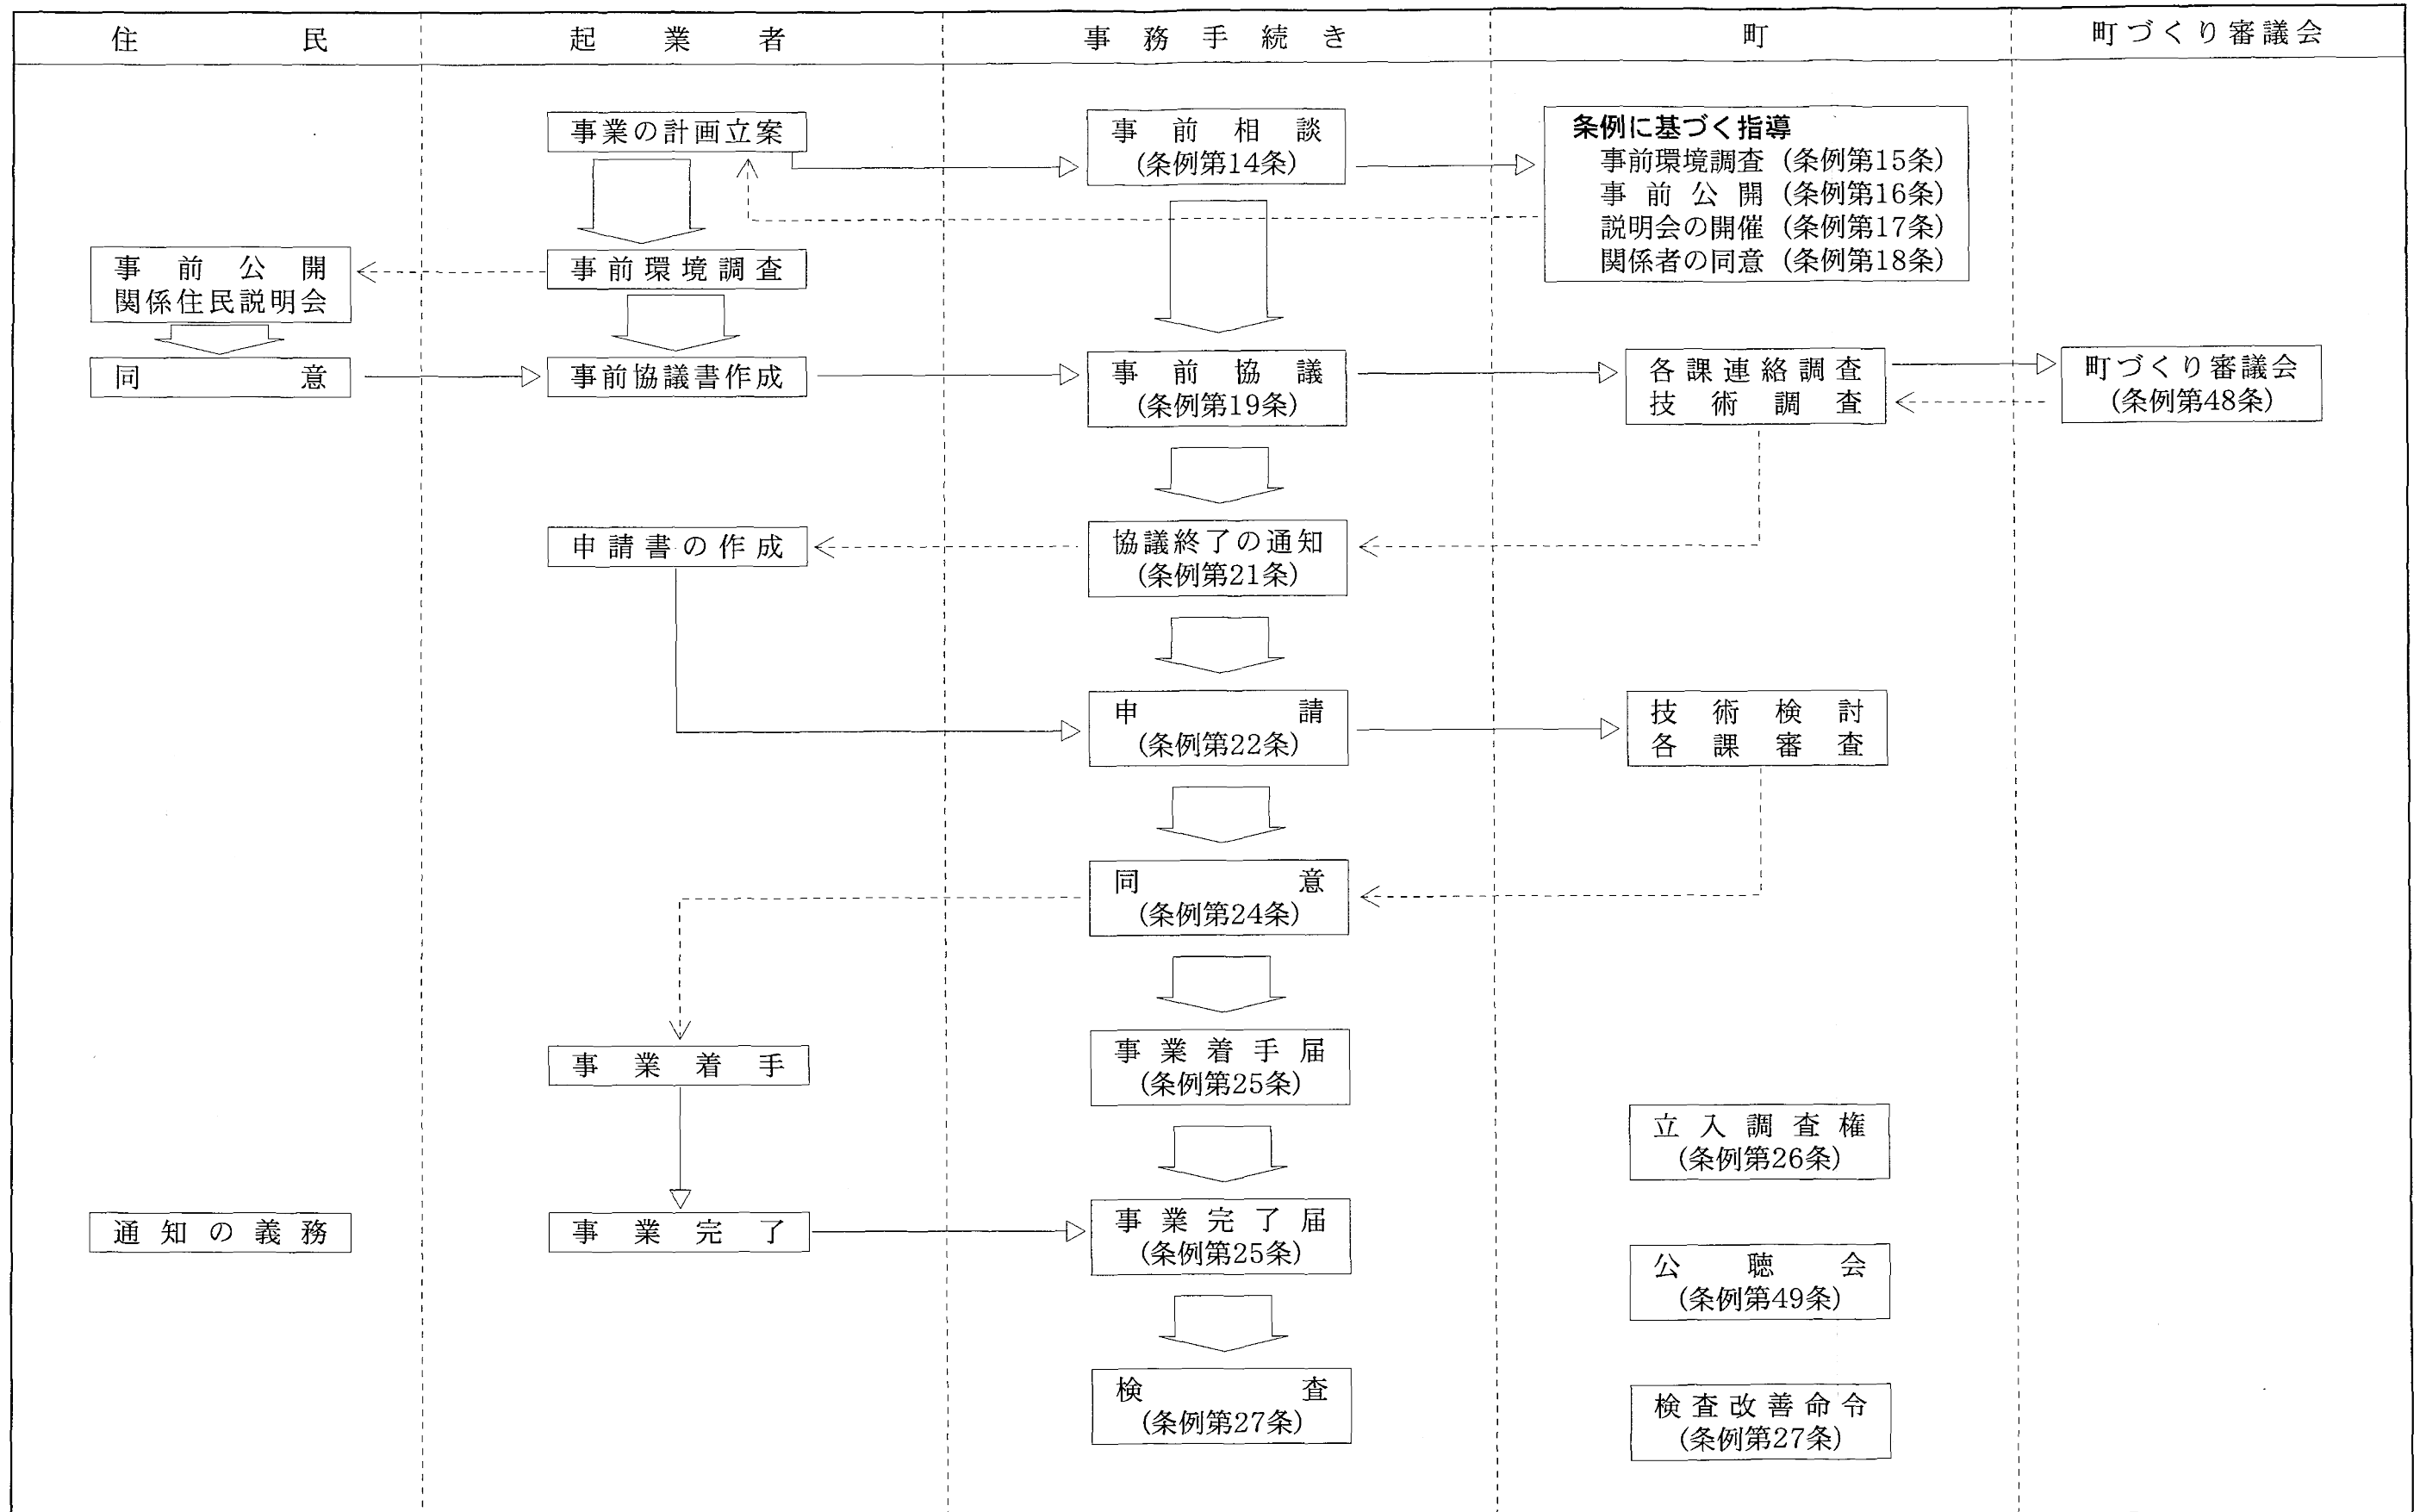 住民
起業者
事務手続き
町
町づくり審議会
事業の計画立案
事前相談
(条例第14条)
条例に基づく指導
事前環境調査 (条例第15条)
事前公開 (条例第16条)
説明会の開催 (条例第17条)
関係者の同意 (条例第18条)
事前公開
関係住民説明会
事前環境調査
同意
事前協議書作成
事前協議
(条例第19条)
各課連絡調査
技術調査
町づくり審議会
(条例第48条)
申請書の作成
協議終了の通知
(条例第21条)
申請
(条例第22条)
技術検討
各課審査
同意
(条例第24条)
事業着手
事業着手届
(条例第25条)
立入調査権
(条例第26条)
通知の義務
事業完了
事業完了届
(条例第25条)
公聴会
(条例第49条)
検査
(条例第27条)
検査改善命令
(条例第27条)